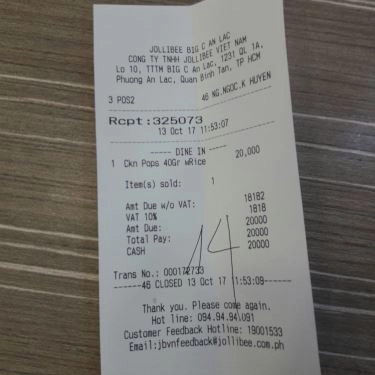 JOLLIBEE BIG C AN LAC
CONG TY TNHH JOLLIBEE VIET NAM
Lo 10, TTTM BIG C An Lac, 1231 QL 1A,
Phuong An Lac, Quan Binh Tan, TP HCM
3 POS2 46 NG.NGOC.K HUYEN
Rcpt:325073
13 Oct 17 11:53:07
----- DINE IN -----
1 Ckn Pops 40Gr wRice 20,000
Item(s) sold: 1
Amt Due w/o VAT: 18182
VAT 10% 1818
Amt Due: 20000
Total Pay: 20000
CASH 20000
14
Trans No.: 000172733
------46 CLOSED 13 Oct 17 11:53:09------
Thank you. Please come again.
Hot line: 094.94.94.091
Customer Feedback Hotline: 19001533
Email:jbvnfeedback@jollibee.com.ph